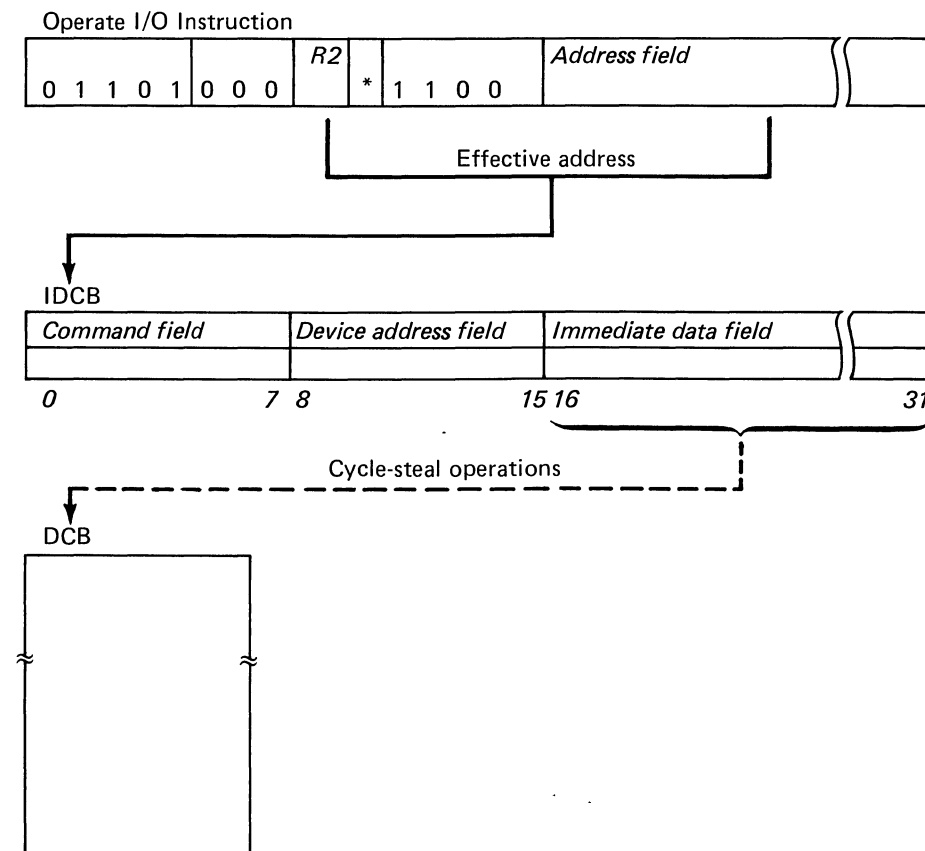 Operate I/O Instruction
R2 Address field
0 1 1 0 1 0 0 0 * 1 1 0 0
Effective address
IDCB
Command field Device address field Immediate data field
0 7 8 15 16 31
Cycle-steal operations
DCB